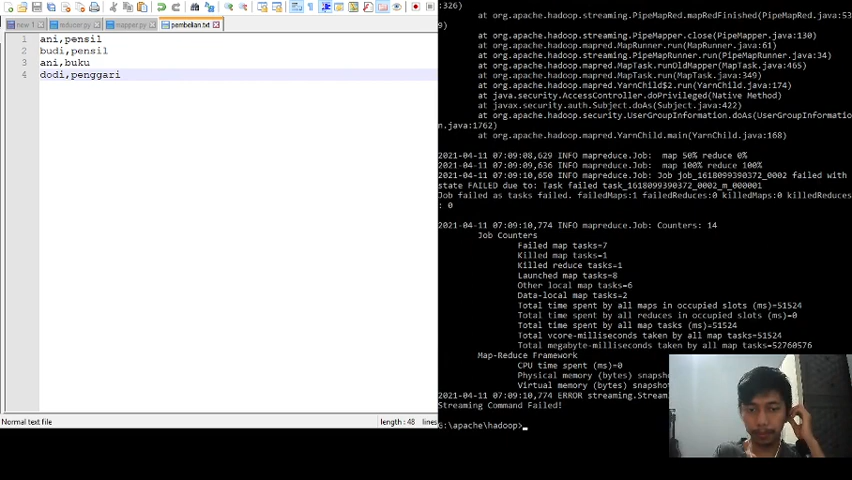 new 1
reducer.py
mapper.py
pembelian.txt
1 ani,pensil
2 budi,pensil
3 ani,buku
4 dodi,penggari
Normal text file
length : 48 lines
:326)
at org.apache.hadoop.streaming.PipeMapRed.mapRedFinished(PipeMapRed.java:53
at org.apache.hadoop.streaming.PipeMapper.close(PipeMapper.java:130)
at org.apache.hadoop.mapred.MapRunner.run(MapRunner.java:61)
at org.apache.hadoop.streaming.PipeMapRunner.run(PipeMapRunner.java:34)
at org.apache.hadoop.mapred.MapTask.runOldMapper(MapTask.java:465)
at org.apache.hadoop.mapred.MapTask.run(MapTask.java:349)
at org.apache.hadoop.mapred.YarnChild$2.run(YarnChild.java:174)
at java.security.AccessController.doPrivileged(Native Method)
at javax.security.auth.Subject.doAs(Subject.java:422)
at org.apache.hadoop.security.UserGroupInformation.doAs(UserGroupInformatio
n.java:1762)
at org.apache.hadoop.mapred.YarnChild.main(YarnChild.java:168)
2021-04-11 07:09:08,629 INFO mapreduce.Job: map 50% reduce 0%
2021-04-11 07:09:09,636 INFO mapreduce.Job: map 100% reduce 100%
2021-04-11 07:09:10,650 INFO mapreduce.Job: Job job_1618099390372_0002 failed with
state FAILED due to: Task failed task_1618099390372_0002_m_000001
Job failed as tasks failed. failedMaps:1 failedReduces:0 killedMaps:0 killedReduces
: 0
2021-04-11 07:09:10,774 INFO mapreduce.Job: Counters: 14
Job Counters
Failed map tasks=7
Killed map tasks=1
Killed reduce tasks=1
Launched map tasks=8
Other local map tasks=6
Data-local map tasks=2
Total time spent by all maps in occupied slots (ms)=51524
Total time spent by all reduces in occupied slots (ms)=0
Total time spent by all map tasks (ms)=51524
Total vcore-milliseconds taken by all map tasks=51524
Total megabyte-milliseconds taken by all map tasks=52760576
Map-Reduce Framework
CPU time spent (ms)=0
Physical memory (bytes) snapsho
Virtual memory (bytes) snapsho
2021-04-11 07:09:10,774 ERROR streaming.Stream
Streaming Command Failed!
G:\apache\hadoop>